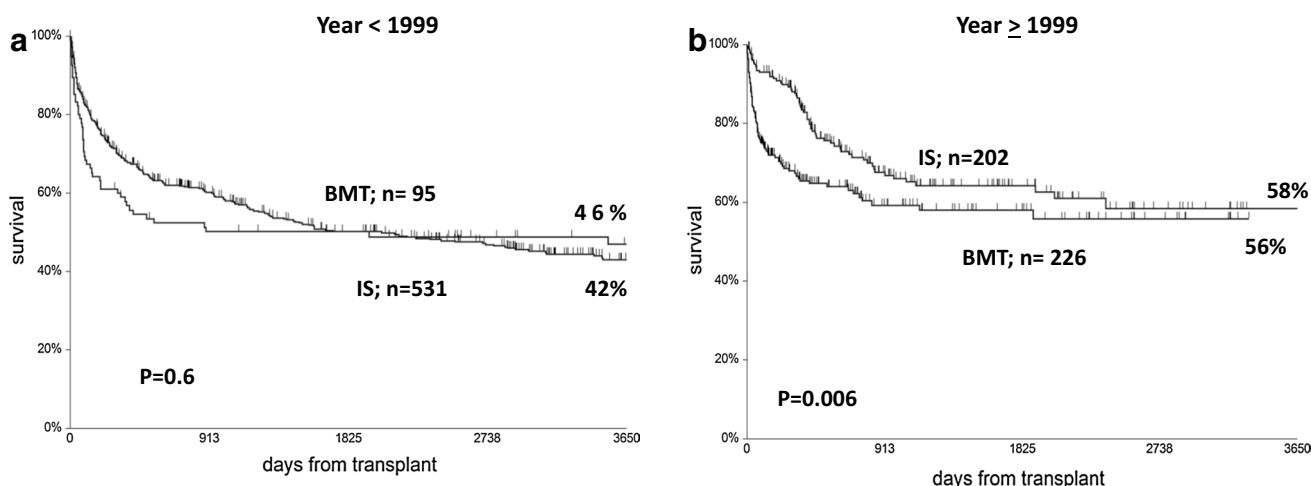 a
Year < 1999
100%
80%
60%
40%
20%
0%
survival
BMT; n= 95
4 6 %
IS; n=531
42%
P=0.6
0
913
1825
2738
3650
days from transplant
b
Year ≥ 1999
100%
80%
60%
40%
20%
0%
survival
IS; n=202
58%
BMT; n= 226
56%
P=0.006
0
913
1825
2738
3650
days from transplant